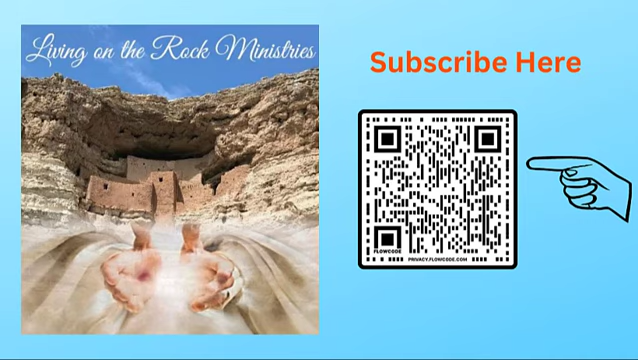 Living on the Rock Ministries
Subscribe Here
FLOWCODE
PRIVACY.FLOWCODE.COM